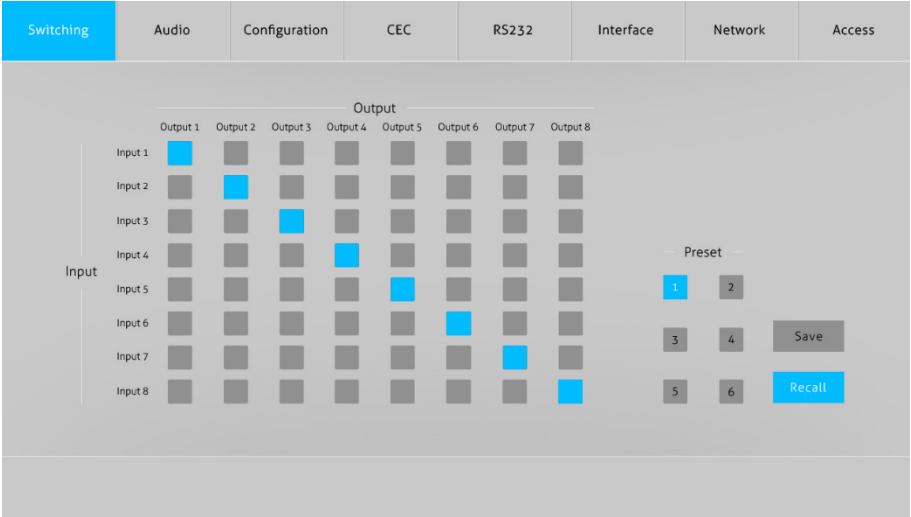 Switching Audio Configuration CEC RS232 Interface Network Access
Output
Output 1 Output 2 Output 3 Output 4 Output 5 Output 6 Output 7 Output 8
Input 1
Input 2
Input 3
Input 4
Input
Input 5
Input 6
Input 7
Input 8
Preset
1 2
3 4 Save
5 6 Recall